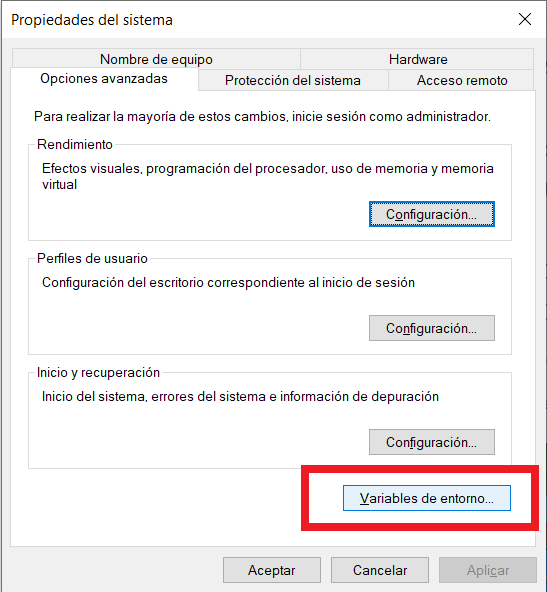 Propiedades del sistema
Nombre de equipo
Hardware
Opciones avanzadas
Protección del sistema
Acceso remoto
Para realizar la mayoría de estos cambios, inicie sesión como administrador.
Rendimiento
Efectos visuales, programación del procesador, uso de memoria y memoria
virtual
Configuración...
Perfiles de usuario
Configuración del escritorio correspondiente al inicio de sesión
Configuración...
Inicio y recuperación
Inicio del sistema, errores del sistema e información de depuración
Configuración...
Variables de entorno...
Aceptar
Cancelar
Aplicar